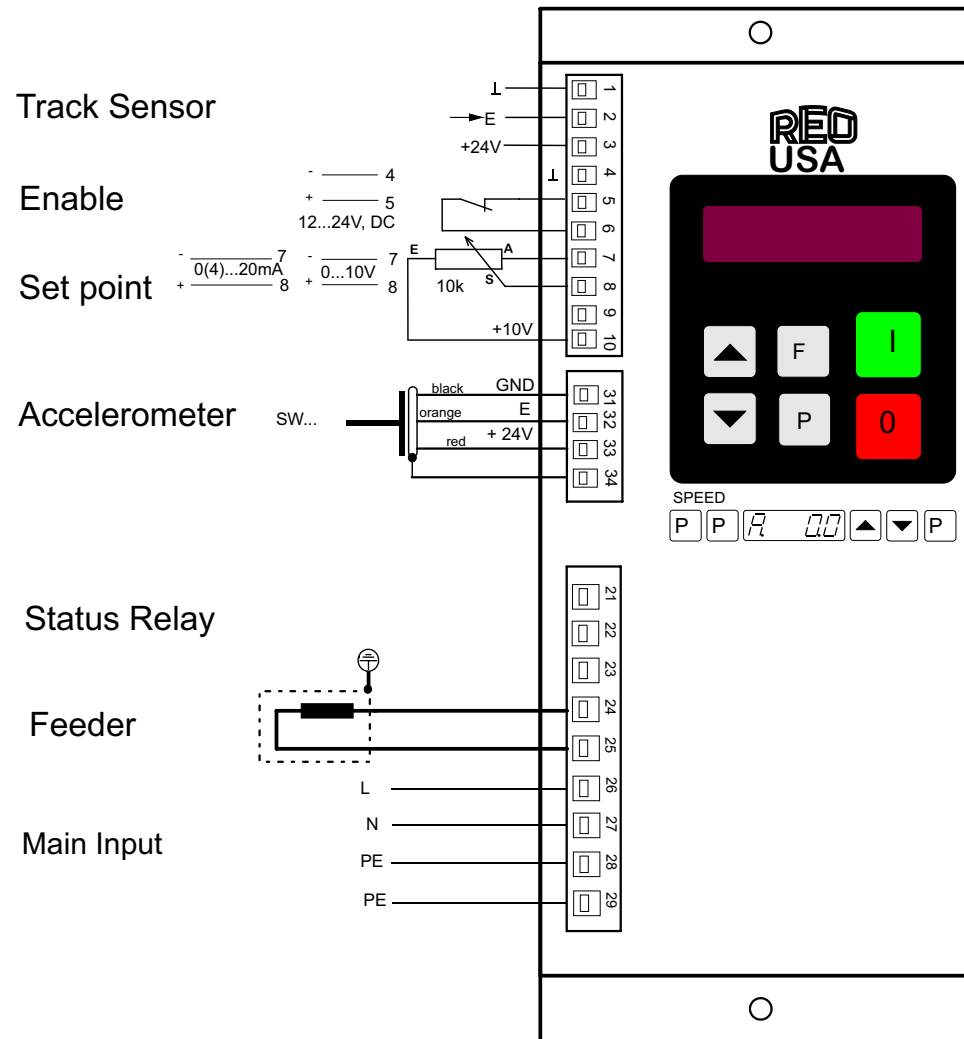 Track Sensor
⊥
1
E
2
+24V
3
REO
USA
Enable
- 4
⊥
4
+ 5
12...24V, DC
5
6
Set point
- 7
0(4)...20mA
+ 8
- 7
0...10V
+ 8
E
A
S
10k
7
8
9
+10V
10
F
I
P
0
Accelerometer
SW...
black GND
31
orange E
32
red + 24V
33
34
SPEED
P P A. 0.0 P
Status Relay
21
22
23
Feeder
24
25
Main Input
L
26
N
27
PE
28
PE
29